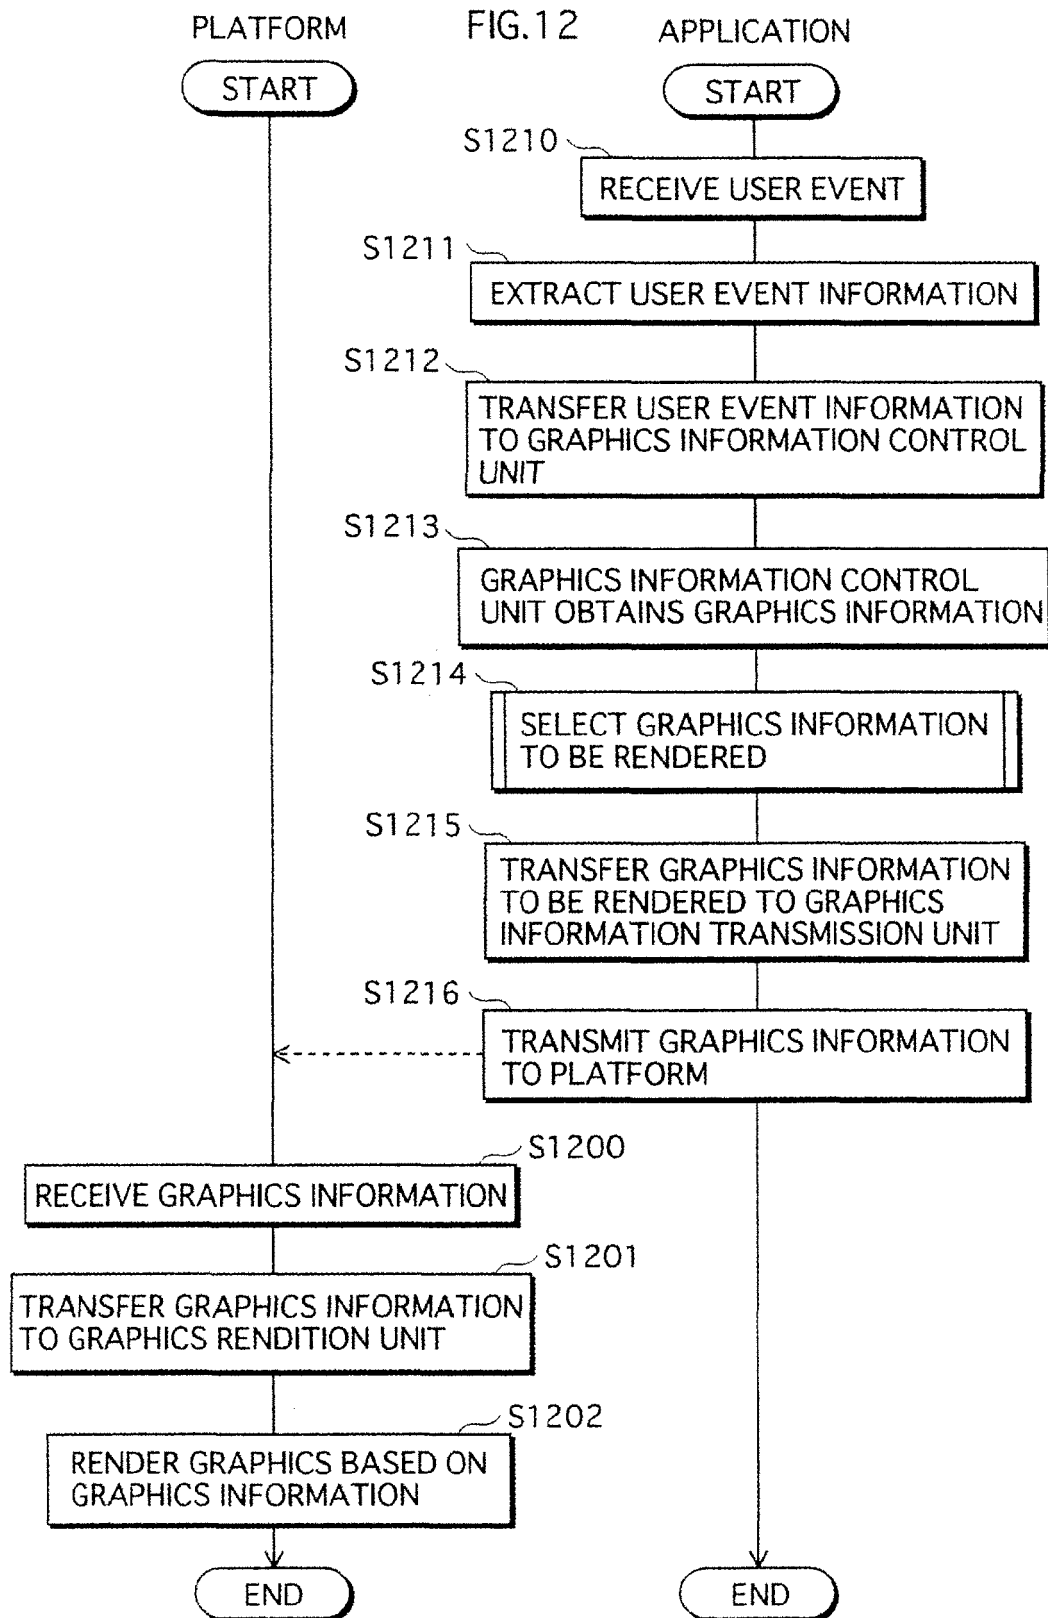 PLATFORM
FIG.12
APPLICATION
START
START
S1210
RECEIVE USER EVENT
S1211
EXTRACT USER EVENT INFORMATION
S1212
TRANSFER USER EVENT INFORMATION
TO GRAPHICS INFORMATION CONTROL
UNIT
S1213
GRAPHICS INFORMATION CONTROL
UNIT OBTAINS GRAPHICS INFORMATION
S1214
SELECT GRAPHICS INFORMATION
TO BE RENDERED
S1215
TRANSFER GRAPHICS INFORMATION
TO BE RENDERED TO GRAPHICS
INFORMATION TRANSMISSION UNIT
S1216
TRANSMIT GRAPHICS INFORMATION
TO PLATFORM
S1200
RECEIVE GRAPHICS INFORMATION
S1201
TRANSFER GRAPHICS INFORMATION
TO GRAPHICS RENDITION UNIT
S1202
RENDER GRAPHICS BASED ON
GRAPHICS INFORMATION
END
END